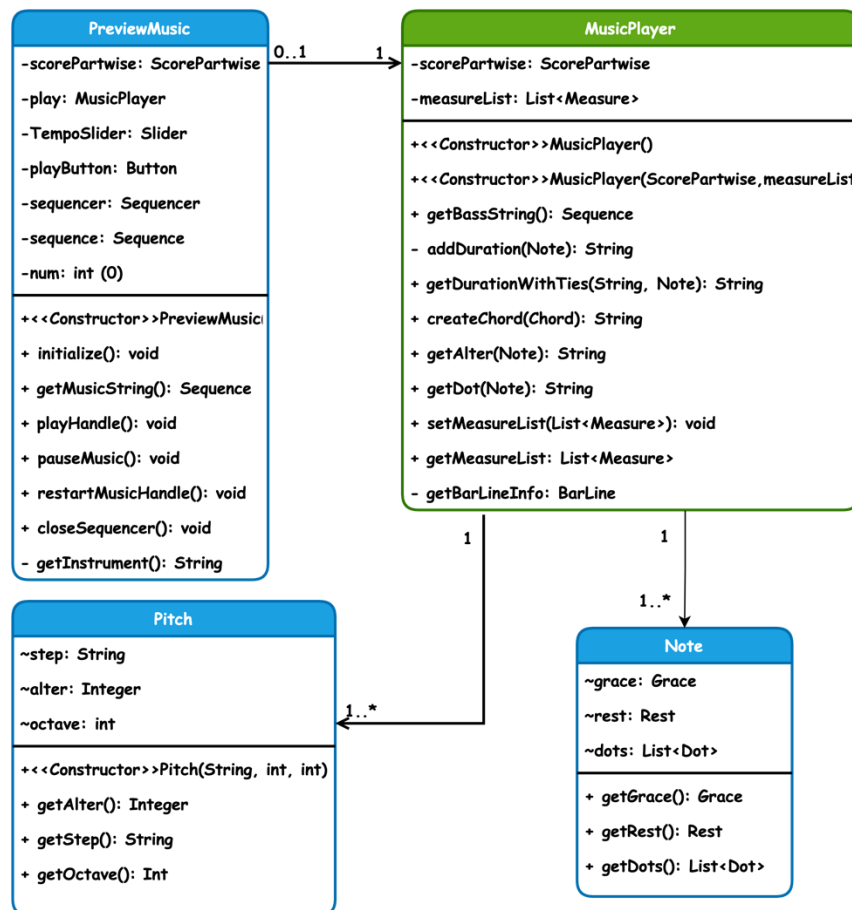 PreviewMusic
-scorePartwise: ScorePartwise
-play: MusicPlayer
-TempoSlider: Slider
-playButton: Button
-sequencer: Sequencer
-sequence: Sequence
-num: int (0)
+<<Constructor>>PreviewMusic(
+ initialize(): void
+ getMusicString(): Sequence
+ playHandle(): void
+ pauseMusic(): void
+ restartMusicHandle(): void
+ closeSequencer(): void
- getInstrument(): String
0..1
1
MusicPlayer
-scorePartwise: ScorePartwise
-measureList: List<Measure>
+<<Constructor>>MusicPlayer()
+<<Constructor>>MusicPlayer(ScorePartwise,measureList
+ getBassString(): Sequence
- addDuration(Note): String
+ getDurationWithTies(String, Note): String
+ createChord(Chord): String
+ getAlter(Note): String
+ getDot(Note): String
+ setMeasureList(List<Measure>): void
+ getMeasureList: List<Measure>
- getBarLineInfo: BarLine
1
1..*
1
1..*
Pitch
~step: String
~alter: Integer
~octave: int
+<<Constructor>>Pitch(String, int, int)
+ getAlter(): Integer
+ getStep(): String
+ getOctave(): Int
Note
~grace: Grace
~rest: Rest
~dots: List<Dot>
+ getGrace(): Grace
+ getRest(): Rest
+ getDots(): List<Dot>